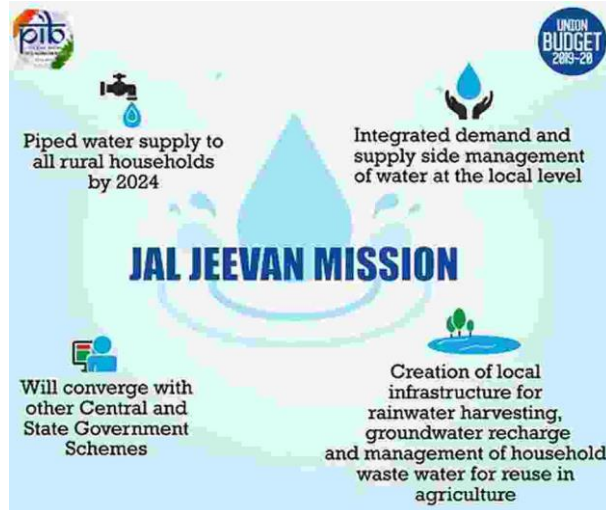 pib
UNION
BUDGET
2019-20
Piped water supply to
all rural households
by 2024
Integrated demand and
supply side management
of water at the local level
JAL JEEVAN MISSION
Will converge with
other Central and
State Government
Schemes
Creation of local
infrastructure for
rainwater harvesting,
groundwater recharge
and management of household
waste water for reuse in
agriculture